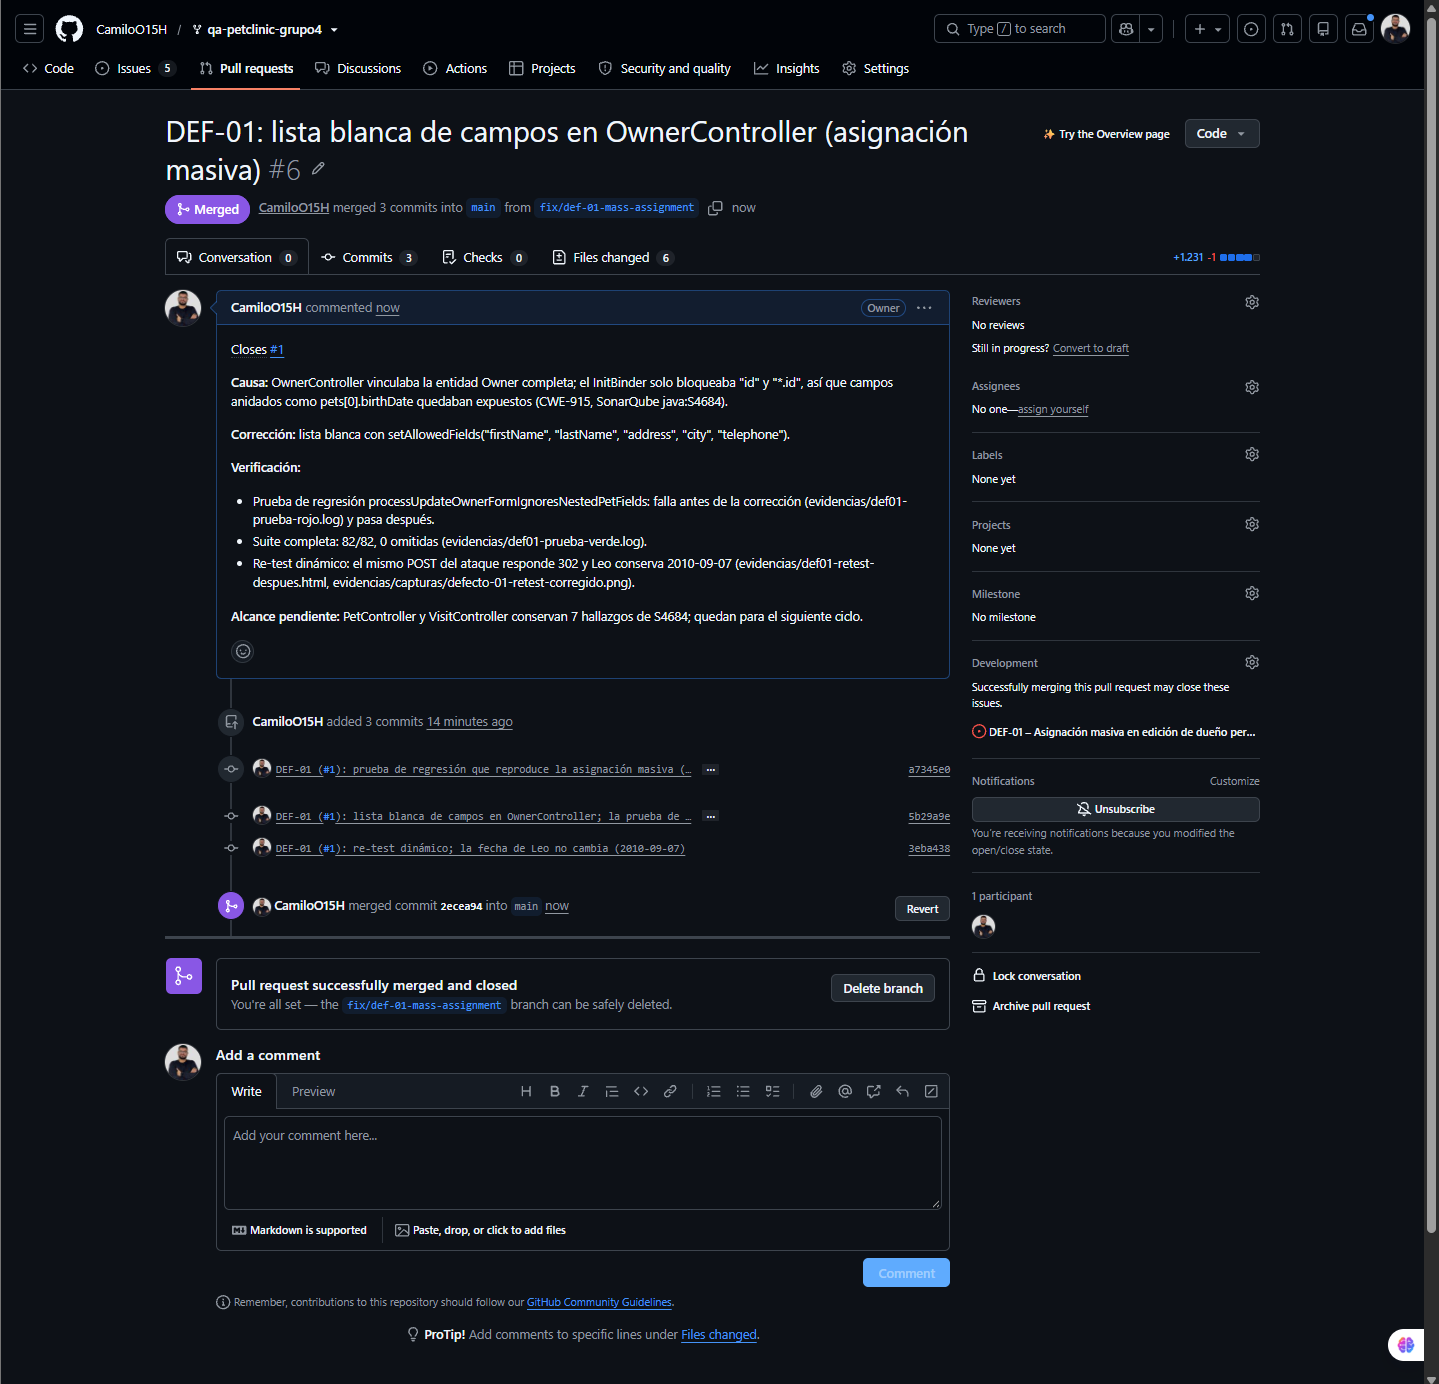 CamiloO15H / qa-petclinic-grupo4
Type / to search
Code
Issues 5
Pull requests
Discussions
Actions
Projects
Security and quality
Insights
Settings
DEF-01: lista blanca de campos en OwnerController (asignación
masiva) #6
Try the Overview page
Code
Merged
CamiloO15H merged 3 commits into main from fix/def-01-mass-assignment now
Conversation 0
Commits 3
Checks 0
Files changed 6
+1.231 -1
CamiloO15H commented now
Owner
Closes #1
Causa: OwnerController vinculaba la entidad Owner completa; el InitBinder solo bloqueaba "id" y "*.id", así que campos
anidados como pets[0].birthDate quedaban expuestos (CWE-915, SonarQube java:S4684).
Corrección: lista blanca con setAllowedFields("firstName", "lastName", "address", "city", "telephone").
Verificación:
Prueba de regresión processUpdateOwnerFormIgnoresNestedPetFields: falla antes de la corrección (evidencias/def01-
prueba-rojo.log) y pasa después.
Suite completa: 82/82, 0 omitidas (evidencias/def01-prueba-verde.log).
Re-test dinámico: el mismo POST del ataque responde 302 y Leo conserva 2010-09-07 (evidencias/def01-retest-
despues.html, evidencias/capturas/defecto-01-retest-corregido.png).
Alcance pendiente: PetController y VisitController conservan 7 hallazgos de S4684; quedan para el siguiente ciclo.
CamiloO15H added 3 commits 14 minutes ago
DEF-01 (#1): prueba de regresión que reproduce la asignación masiva (… ...
a7345e0
DEF-01 (#1): lista blanca de campos en OwnerController; la prueba de … ...
5b29a9e
DEF-01 (#1): re-test dinámico; la fecha de Leo no cambia (2010-09-07)
3eba438
CamiloO15H merged commit 2ecea94 into main now
Revert
Pull request successfully merged and closed
You're all set — the fix/def-01-mass-assignment branch can be safely deleted.
Delete branch
Add a comment
Write
Preview
Add your comment here...
Markdown is supported
Paste, drop, or click to add files
Comment
Remember, contributions to this repository should follow our GitHub Community Guidelines.
ProTip! Add comments to specific lines under Files changed.
Reviewers
No reviews
Still in progress? Convert to draft
Assignees
No one—assign yourself
Labels
None yet
Projects
None yet
Milestone
No milestone
Development
Successfully merging this pull request may close these
issues.
DEF-01 – Asignación masiva en edición de dueño per...
Notifications
Customize
Unsubscribe
You're receiving notifications because you modified the
open/close state.
1 participant
Lock conversation
Archive pull request